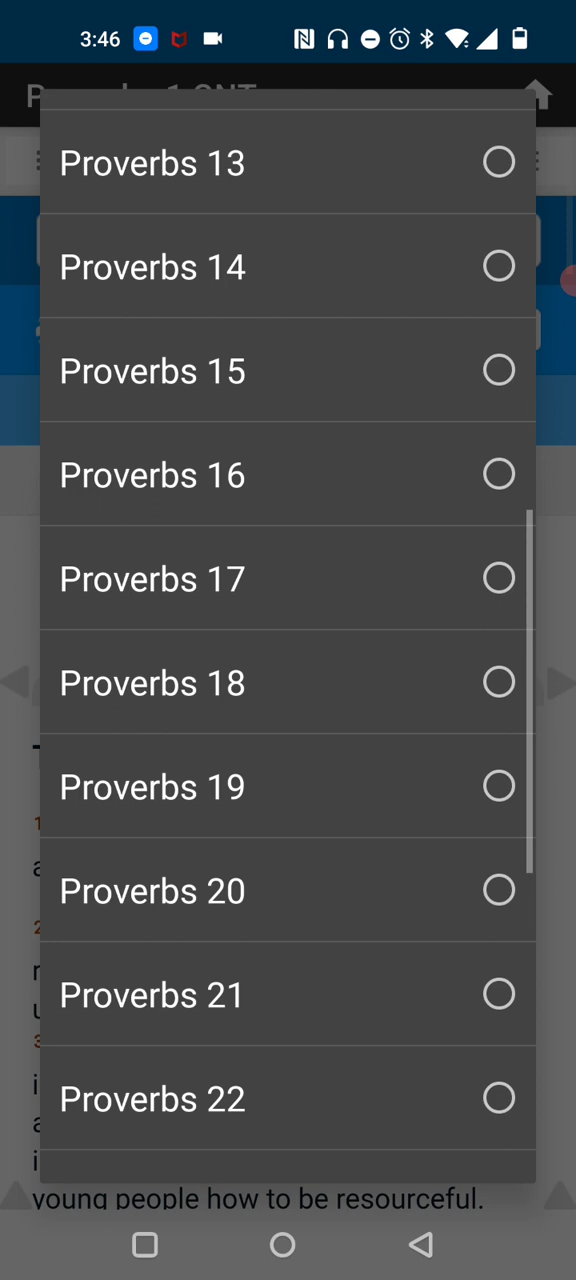 3:46
Proverbs 13
Proverbs 14
Proverbs 15
Proverbs 16
Proverbs 17
Proverbs 18
Proverbs 19
Proverbs 20
Proverbs 21
Proverbs 22
young people how to be resourceful.